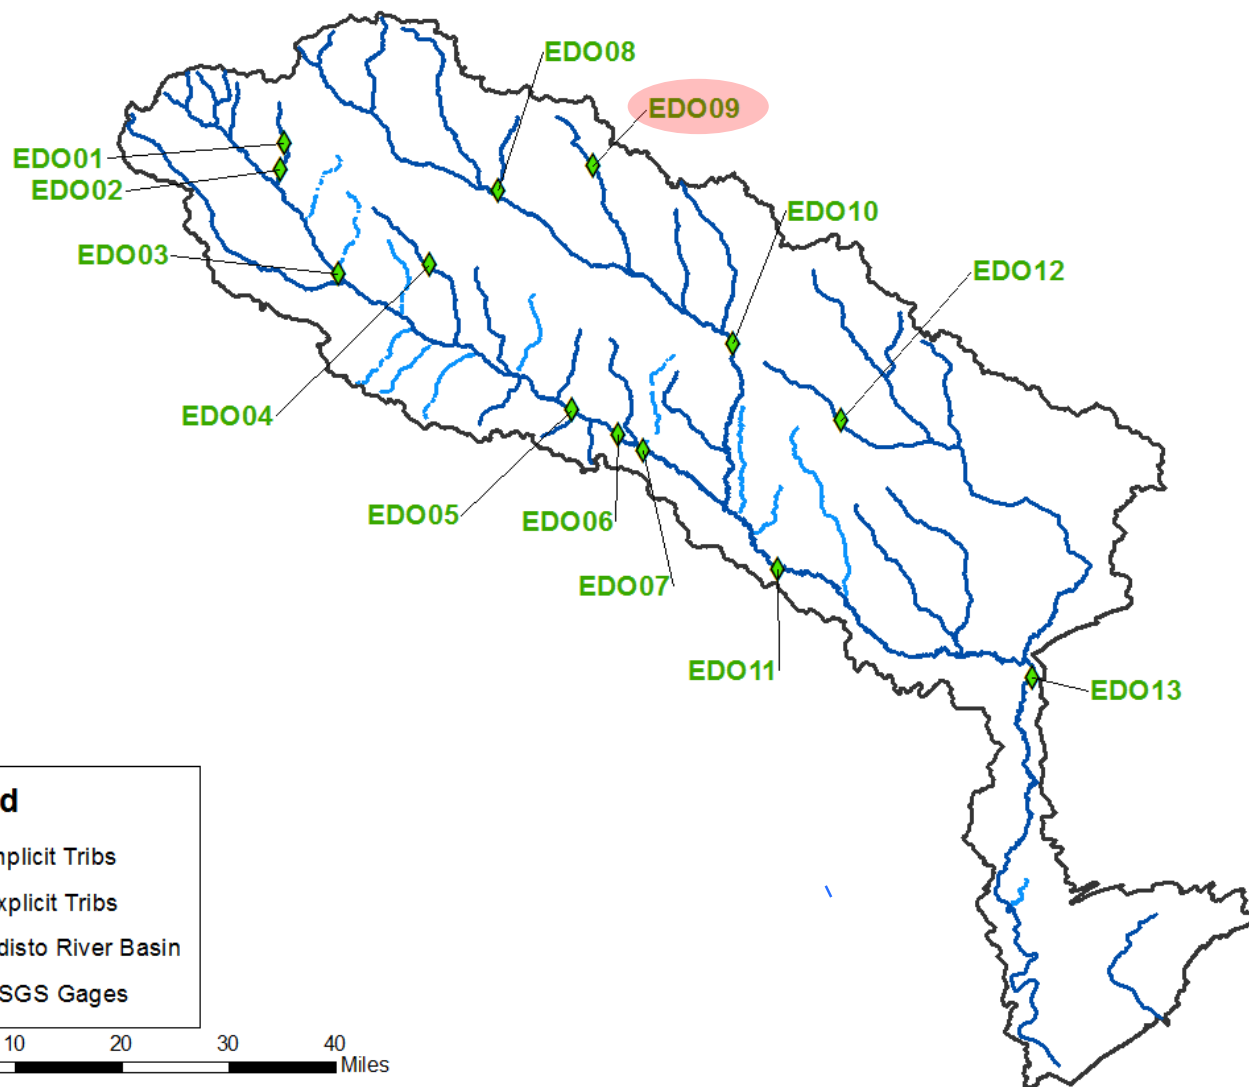 EDO08
EDO09
EDO01
EDO02
EDO10
EDO03
EDO12
EDO04
EDO05
EDO06
EDO07
EDO11
EDO13
d
nplicit Tribs
xplicit Tribs
disto River Basin
SGS Gages
10 20 30 40
Miles